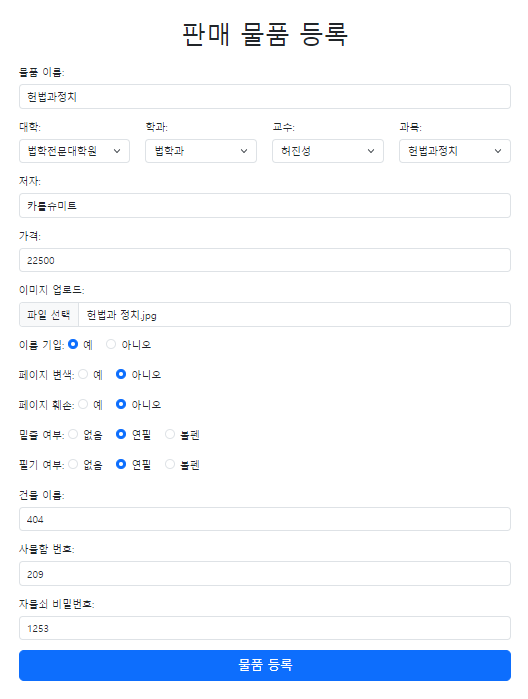 판매 물품 등록
물품 이름:
헌법과정치
대학: 학과: 교수: 과목:
법학전문대학원 법학과 허진성 헌법과정치
저자:
카를슈미트
가격:
22500
이미지 업로드:
파일 선택 헌법과 정치.jpg
이름 기입: 예 아니오
페이지 변색: 예 아니오
페이지 훼손: 예 아니오
밑줄 여부: 없음 연필 볼펜
필기 여부: 없음 연필 볼펜
건물 이름:
404
사물함 번호:
209
자물쇠 비밀번호:
1253
물품 등록